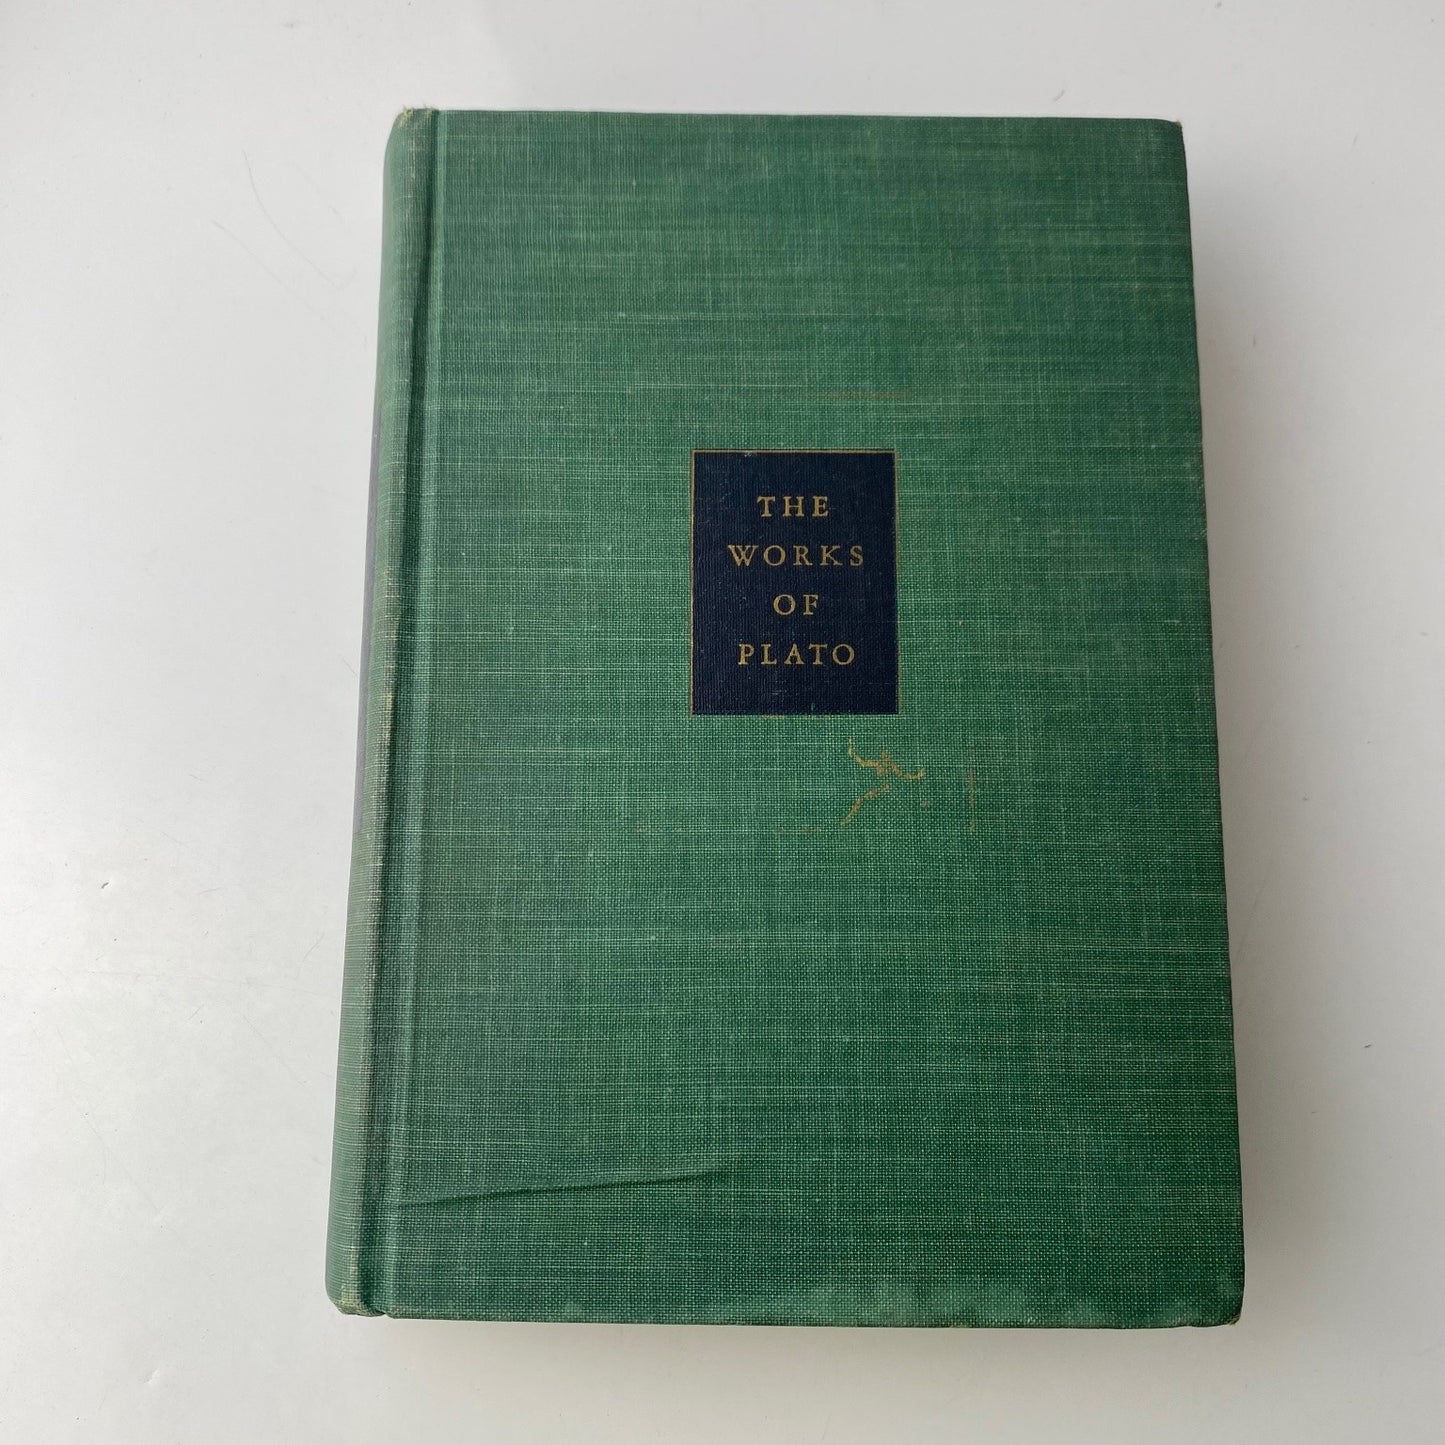 THE
WORKS
OF
PLATO